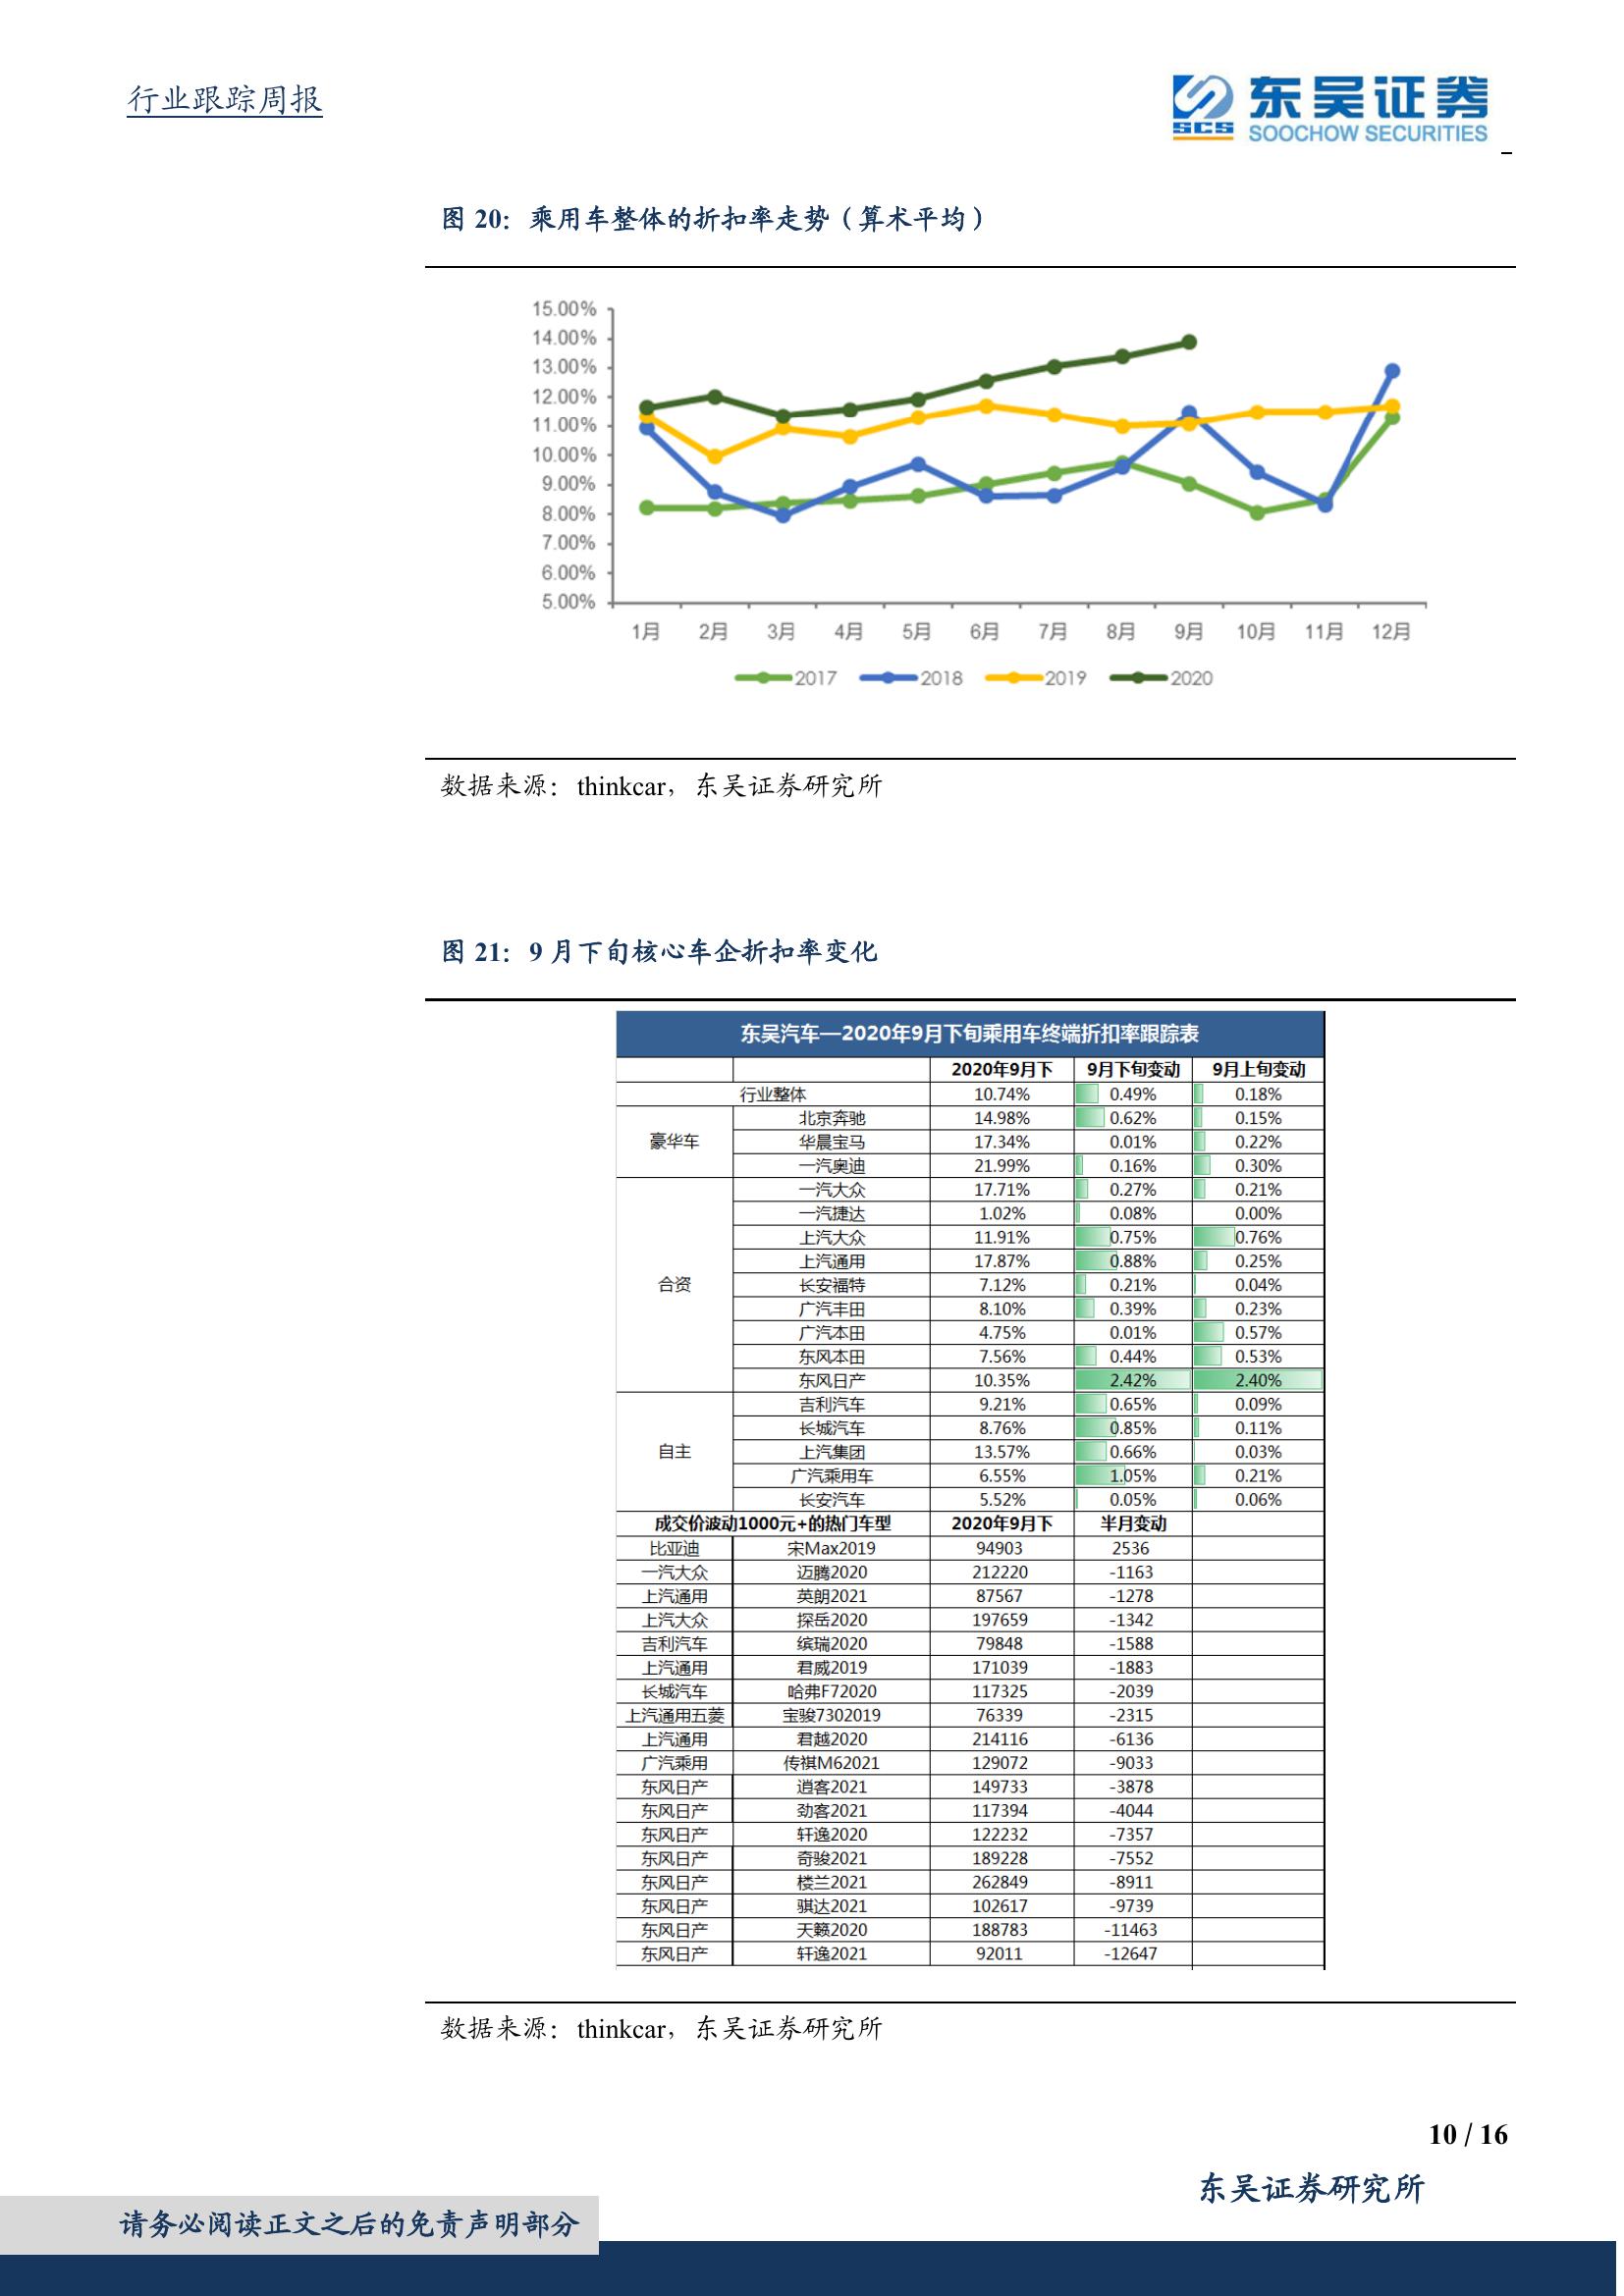 行业跟踪周报
SCS 东吴证券
SOOCHOW SECURITIES
图 20：乘用车整体的折扣率走势（算术平均）
15.00%
14.00%
13.00%
12.00%
11.00%
10.00%
9.00%
8.00%
7.00%
6.00%
5.00%
1月 2月 3月 4月 5月 6月 7月 8月 9月 10月 11月 12月
2017 2018 2019 2020
数据来源：thinkcar，东吴证券研究所
图 21：9 月下旬核心车企折扣率变化
东吴汽车—2020年9月下旬乘用车终端折扣率跟踪表
2020年9月下 9月下旬变动 9月上旬变动
行业整体 10.74% 0.49% 0.18%
豪华车 北京奔驰 14.98% 0.62% 0.15%
华晨宝马 17.34% 0.01% 0.22%
一汽奥迪 21.99% 0.16% 0.30%
合资 一汽大众 17.71% 0.27% 0.21%
一汽捷达 1.02% 0.08% 0.00%
上汽大众 11.91% 0.75% 0.76%
上汽通用 17.87% 0.88% 0.25%
长安福特 7.12% 0.21% 0.04%
广汽丰田 8.10% 0.39% 0.23%
广汽本田 4.75% 0.01% 0.57%
东风本田 7.56% 0.44% 0.53%
东风日产 10.35% 2.42% 2.40%
自主 吉利汽车 9.21% 0.65% 0.09%
长城汽车 8.76% 0.85% 0.11%
上汽集团 13.57% 0.66% 0.03%
广汽乘用车 6.55% 1.05% 0.21%
长安汽车 5.52% 0.05% 0.06%
成交价波动1000元+的热门车型 2020年9月下 半月变动
比亚迪 宋Max2019 94903 2536
一汽大众 迈腾2020 212220 -1163
上汽通用 英朗2021 87567 -1278
上汽大众 探岳2020 197659 -1342
吉利汽车 缤瑞2020 79848 -1588
上汽通用 君威2019 171039 -1883
长城汽车 哈弗F72020 117325 -2039
上汽通用五菱 宝骏7302019 76339 -2315
上汽通用 君越2020 214116 -6136
广汽乘用 传祺M62021 129072 -9033
东风日产 逍客2021 149733 -3878
东风日产 劲客2021 117394 -4044
东风日产 轩逸2020 122232 -7357
东风日产 奇骏2021 189228 -7552
东风日产 楼兰2021 262849 -8911
东风日产 骐达2021 102617 -9739
东风日产 天籁2020 188783 -11463
东风日产 轩逸2021 92011 -12647
数据来源：thinkcar，东吴证券研究所
10 / 16
东吴证券研究所
请务必阅读正文之后的免责声明部分